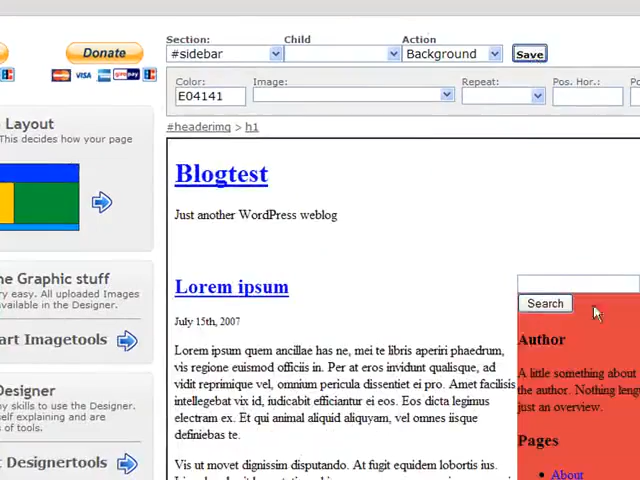 Section: Child Action
#sidebar Background Save
Donate
VISA
Color: Image: Repeat: Pos. Hor.:
E04141
#headerimg > h1
Layout
This decides how your page
Blogtest
Just another WordPress weblog
Graphic stuff
easy. All uploaded Images
available in the Designer.
Imagetools
Designer
skills to use the Designer.
self explaining and are
of tools.
Designertools
Lorem ipsum
July 15th, 2007
Lorem ipsum quem ancillae has ne, mei te libris aperiri phaedrum,
vis regione euismod officiis in. Per at eros invidunt qualisque, ad
vidit reprimique vel, omnium pericula dissentiet ei pro. Amet facilisis
intellegebat vix id, iudicabit efficiantur ei eos. Dicta legimus
electram ex. Et qui animal aliquid aliquyam, vel omnes iisque
definiebas te.
Vis ut movet dignissim disputando. At fugit equidem lobortis ius.
Search
Author
A little something about
the author. Nothing leng
just an overview.
Pages
About